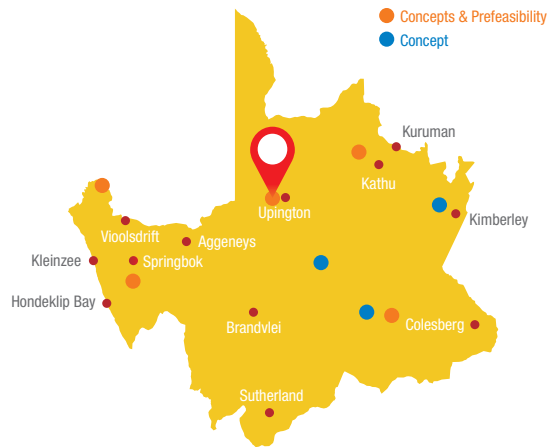 Concepts & Prefeasibility
Concept
Kuruman
Kathu
Upington
Kimberley
Vioolsdrift
Aggeneys
Kleinzee
Springbok
Hondeklip Bay
Brandvlei
Colesberg
Sutherland